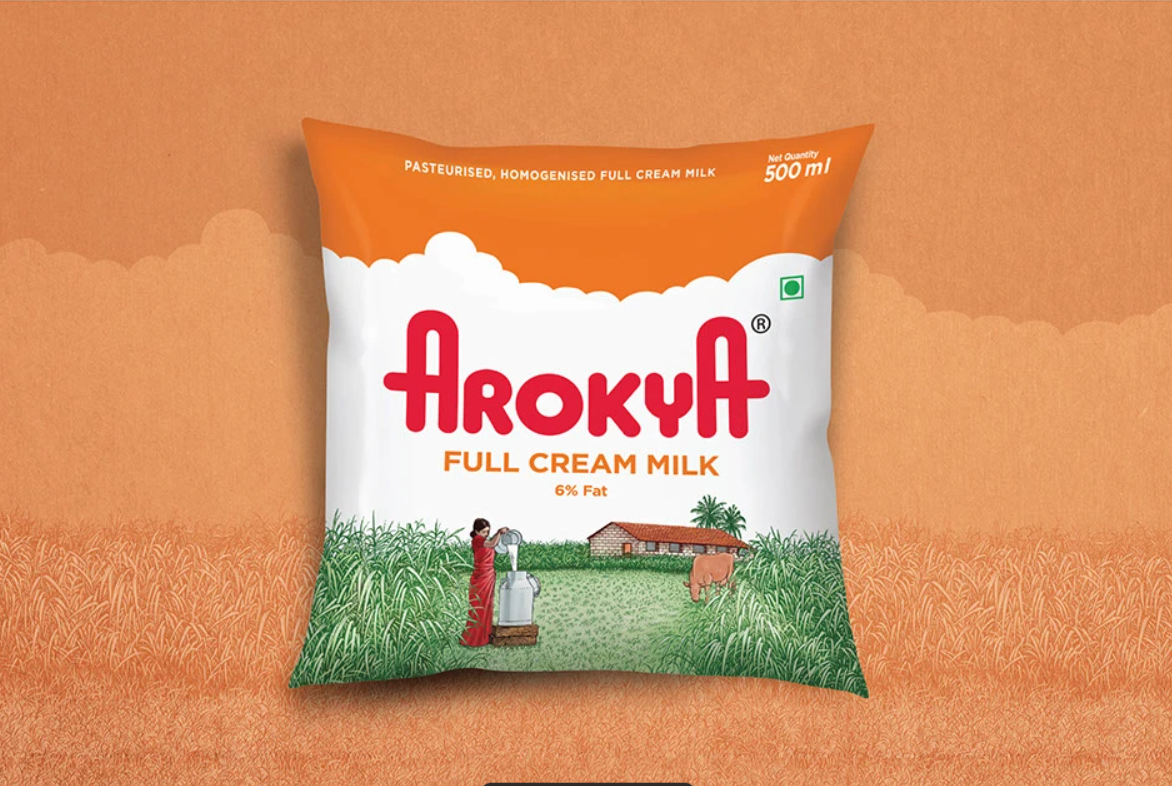 PASTEURISED, HOMOGENISED FULL CREAM MILK
Net Quantity
500 ml
AROKYA®
FULL CREAM MILK
6% Fat